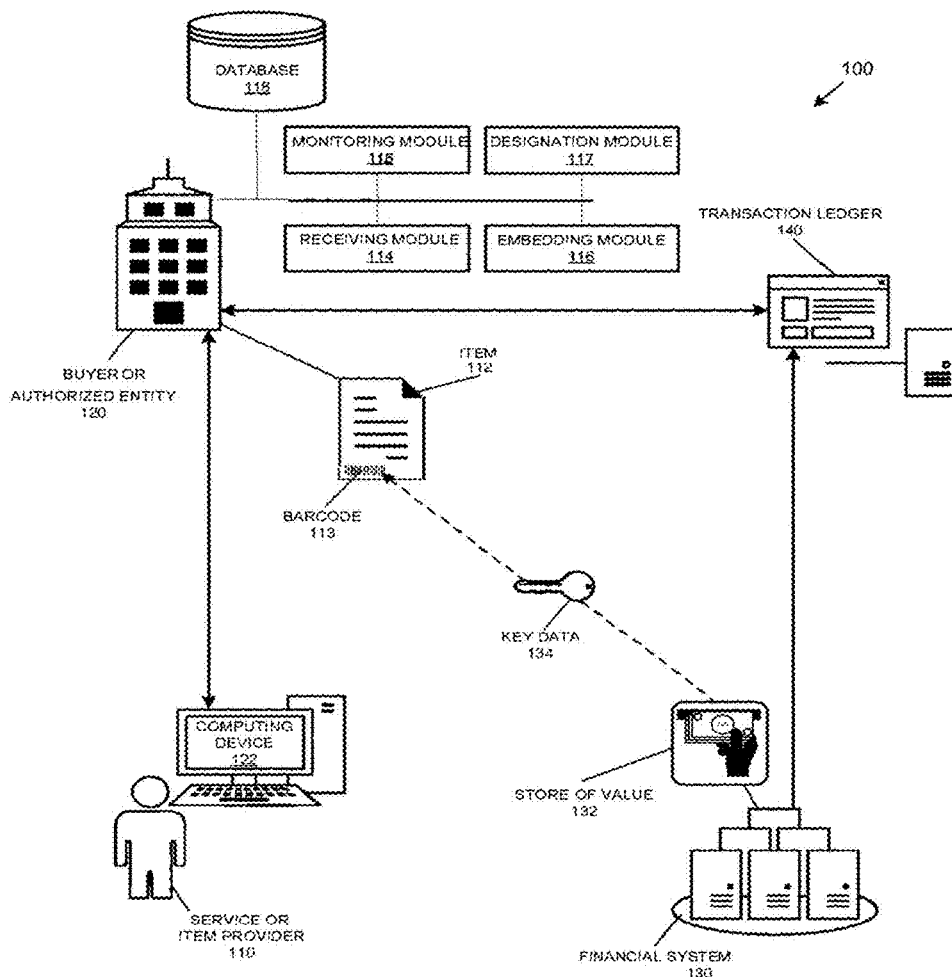 DATABASE
118
100
MONITORING MODULE
115
DESIGNATION MODULE
117
RECEIVING MODULE
114
EMBEDDING MODULE
116
TRANSACTION LEDGER
140
BUYER OR
AUTHORIZED ENTITY
120
ITEM
112
BARCODE
113
KEY DATA
134
COMPUTING
DEVICE
122
STORE OF VALUE
132
SERVICE OR
ITEM PROVIDER
110
FINANCIAL SYSTEM
130